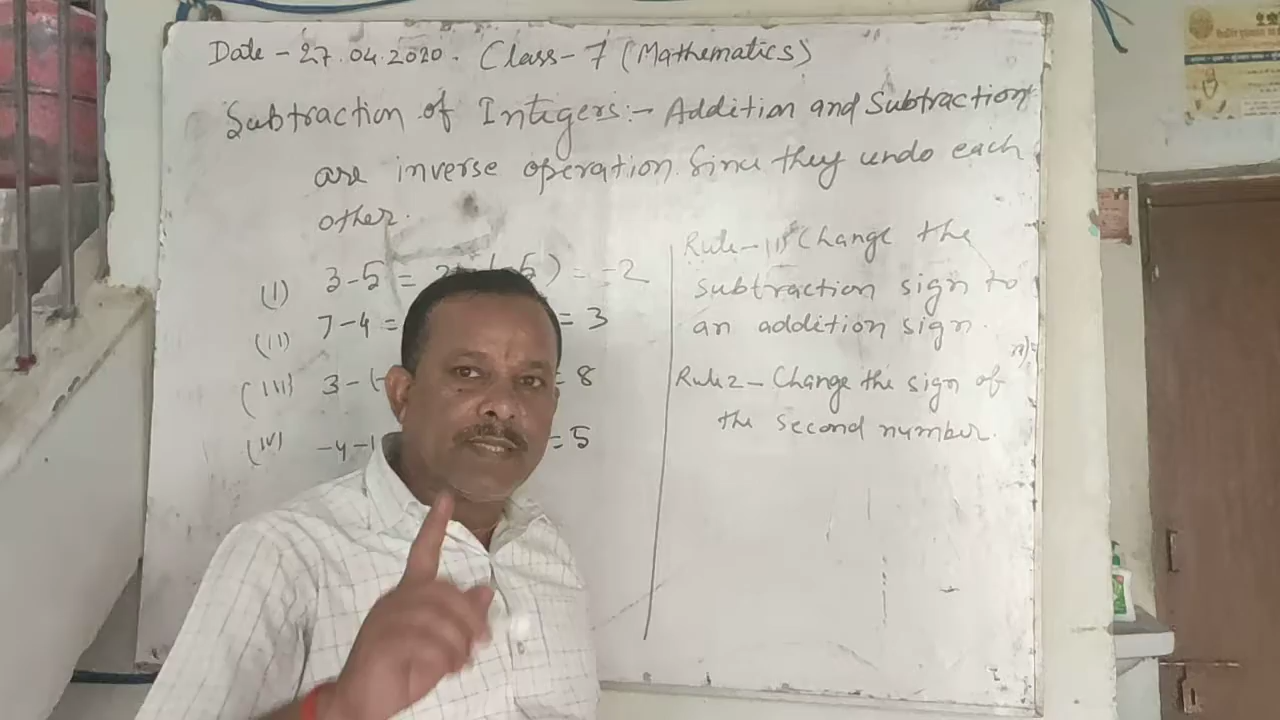 Date - 27.04.2020. Class - 7 (Mathematics)
Subtraction of Intigers:- Addition and Subtraction
are inverse operation. Since they undo each
other.
(I) 3-5 = 5) = -2
(II) 7-4 = = 3
(III) 3-(- = 8
(IV) -4- = 5
Rule - Change the
subtraction sign to
an addition sign.
Rule 2 - Change the sign of
the second number.